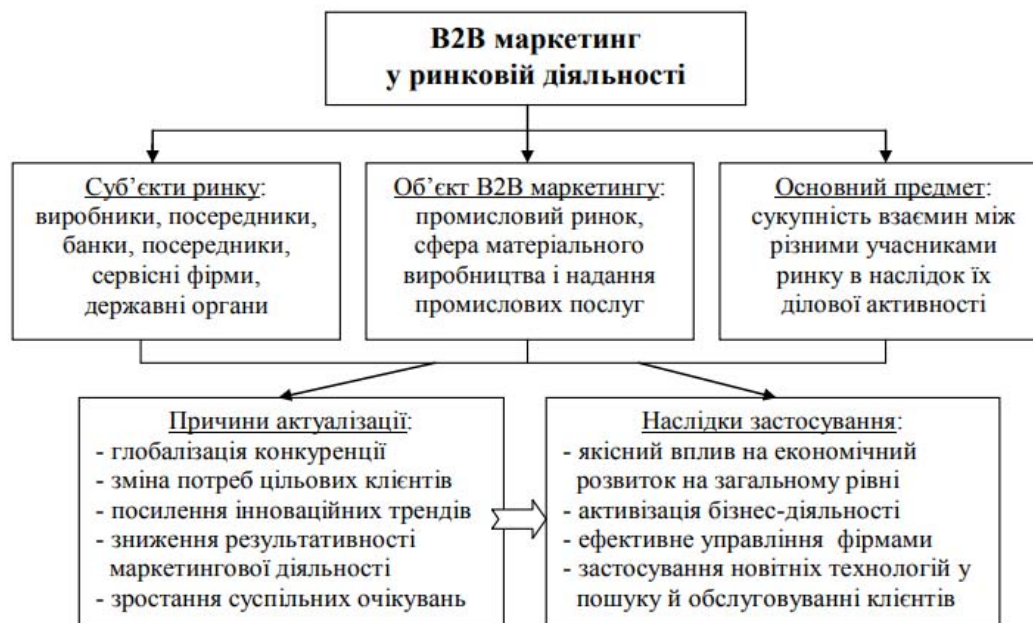 B2B маркетинг
у ринковій діяльності
Суб’єкти ринку:
виробники, посередники,
банки, посередники,
сервісні фірми,
державні органи
Об’єкт B2B маркетингу:
промисловий ринок,
сфера матеріального
виробництва і надання
промислових послуг
Основний предмет:
сукупність взаємин між
різними учасниками
ринку в наслідок їх
ділової активності
Причини актуалізації:
- глобалізація конкуренції
- зміна потреб цільових клієнтів
- посилення інноваційних трендів
- зниження результативності
маркетингової діяльності
- зростання суспільних очікувань
Наслідки застосування:
- якісний вплив на економічний
розвиток на загальному рівні
- активізація бізнес-діяльності
- ефективне управління фірмами
- застосування новітніх технологій у
пошуку й обслуговуванні клієнтів